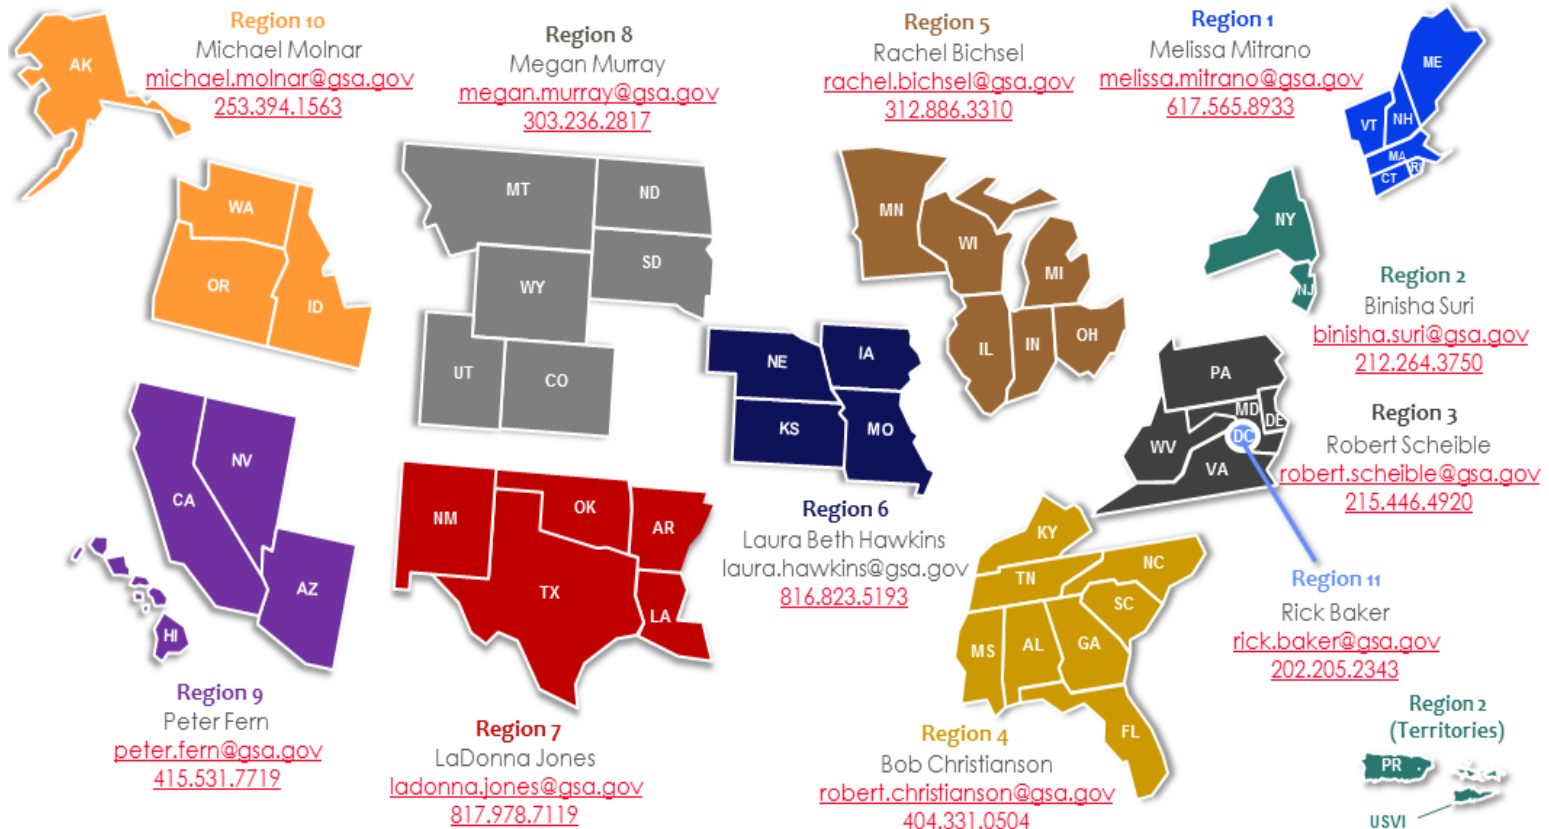 Region 10
Michael Molnar
michael.molnar@gsa.gov
253.394.1563
AK
WA
OR
ID
Region 8
Megan Murray
megan.murray@gsa.gov
303.236.2817
MT
ND
SD
WY
UT
CO
Region 5
Rachel Bichsel
rachel.bichsel@gsa.gov
312.886.3310
MN
WI
MI
IL
IN
OH
Region 1
Melissa Mitrano
melissa.mitrano@gsa.gov
617.565.8933
ME
VT
NH
MA
RI
CT
NY
NJ
Region 2
Binisha Suri
binisha.suri@gsa.gov
212.264.3750
PA
MD
DE
DC
WV
VA
Region 3
Robert Scheible
robert.scheible@gsa.gov
215.446.4920
NE
IA
KS
MO
Region 6
Laura Beth Hawkins
laura.hawkins@gsa.gov
816.823.5193
NV
CA
AZ
HI
Region 9
Peter Fern
peter.fern@gsa.gov
415.531.7719
NM
OK
AR
TX
LA
Region 7
LaDonna Jones
ladonna.jones@gsa.gov
817.978.7119
KY
TN
NC
SC
MS
AL
GA
FL
Region 4
Bob Christianson
robert.christianson@gsa.gov
404.331.0504
Region 11
Rick Baker
rick.baker@gsa.gov
202.205.2343
Region 2
(Territories)
PR
USVI